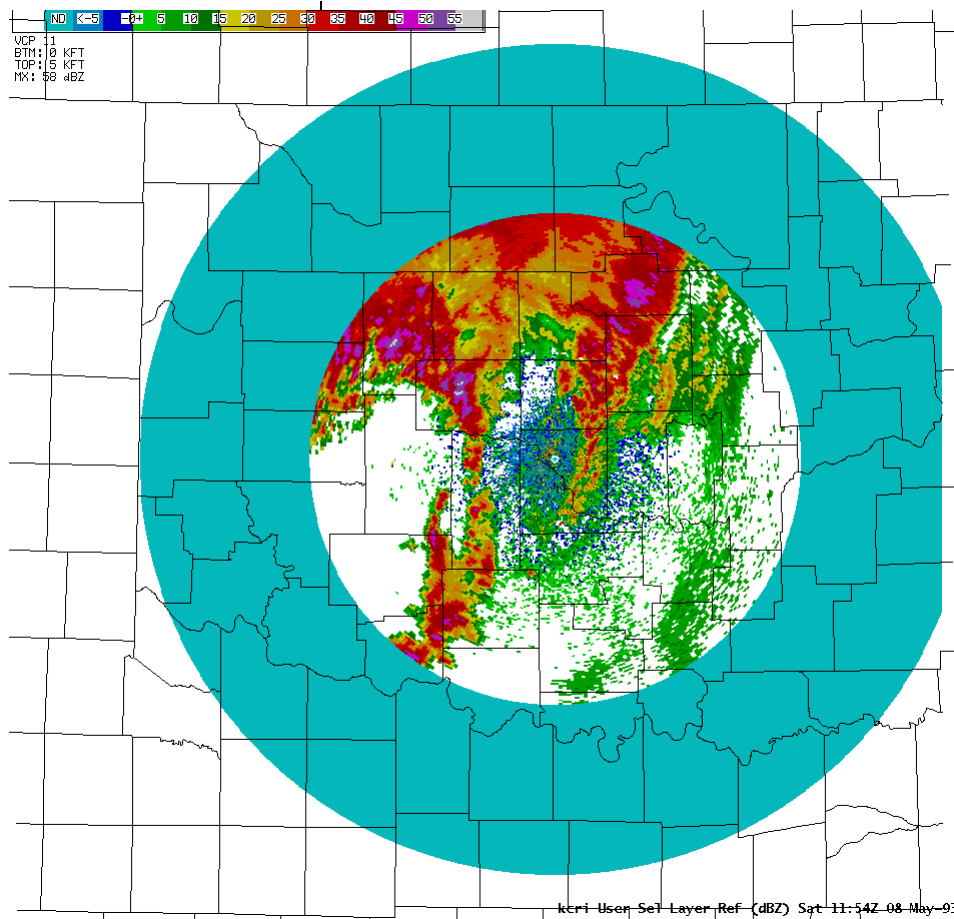 ND <-5 -0+ 5 10 15 20 25 30 35 40 45 50 55
VCP 11
BTM: 0 KFT
TOP: 5 KFT
MX: 58 dBZ
kcri User Sel Layer Ref (dBZ) Sat 11:54Z 08-May-93